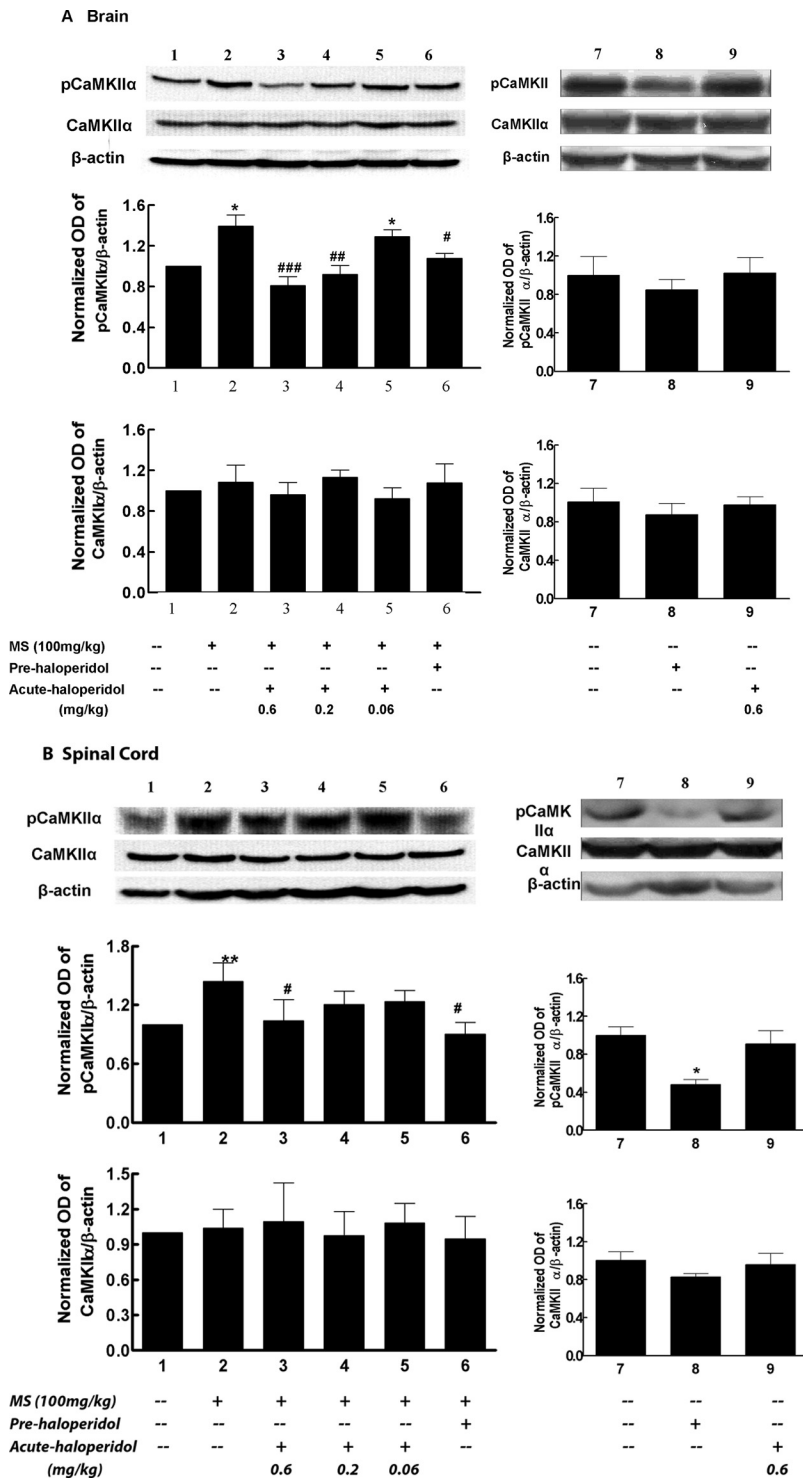 A Brain
1 2 3 4 5 6
pCaMKIIα
CaMKIIα
β-actin
7 8 9
pCaMKII
CaMKIIα
β-actin
Normalized OD of
pCaMKIIα/β-actin
1.6
1.2
0.8
0.4
0.0
* ### ## * #
1 2 3 4 5 6
Normalized OD of
pCaMKII α/β-actin)
1.6
1.2
0.8
0.4
0.0
7 8 9
Normalized OD of
CaMKIIα/β-actin
1.6
1.2
0.8
0.4
0.0
1 2 3 4 5 6
Normalized OD of
CaMKII α/β-actin)
1.6
1.2
0.8
0.4
0.0
7 8 9
MS (100mg/kg) -- + + + + + -- -- --
Pre-haloperidol -- -- -- -- -- + -- + --
Acute-haloperidol -- -- + + + -- -- -- +
(mg/kg) 0.6 0.2 0.06 0.6
B Spinal Cord
1 2 3 4 5 6
pCaMKIIα
CaMKIIα
β-actin
7 8 9
pCaMK
IIα
CaMKII
α
β-actin
Normalized OD of
pCaMKIIα/β-actin
1.8
1.2
0.6
0.0
** # #
1 2 3 4 5 6
Normalized OD of
pCaMKII α/β-actin)
1.6
1.2
0.8
0.4
0.0
*
7 8 9
Normalized OD of
CaMKIIα/β-actin
1.5
1.2
0.9
0.6
0.3
0.0
1 2 3 4 5 6
Normalized OD of
CaMKII α/β-actin)
1.6
1.2
0.8
0.4
0.0
7 8 9
MS (100mg/kg) -- + + + + + -- -- --
Pre-haloperidol -- -- -- -- -- + -- + --
Acute-haloperidol -- -- + + + -- -- -- +
(mg/kg) 0.6 0.2 0.06 0.6